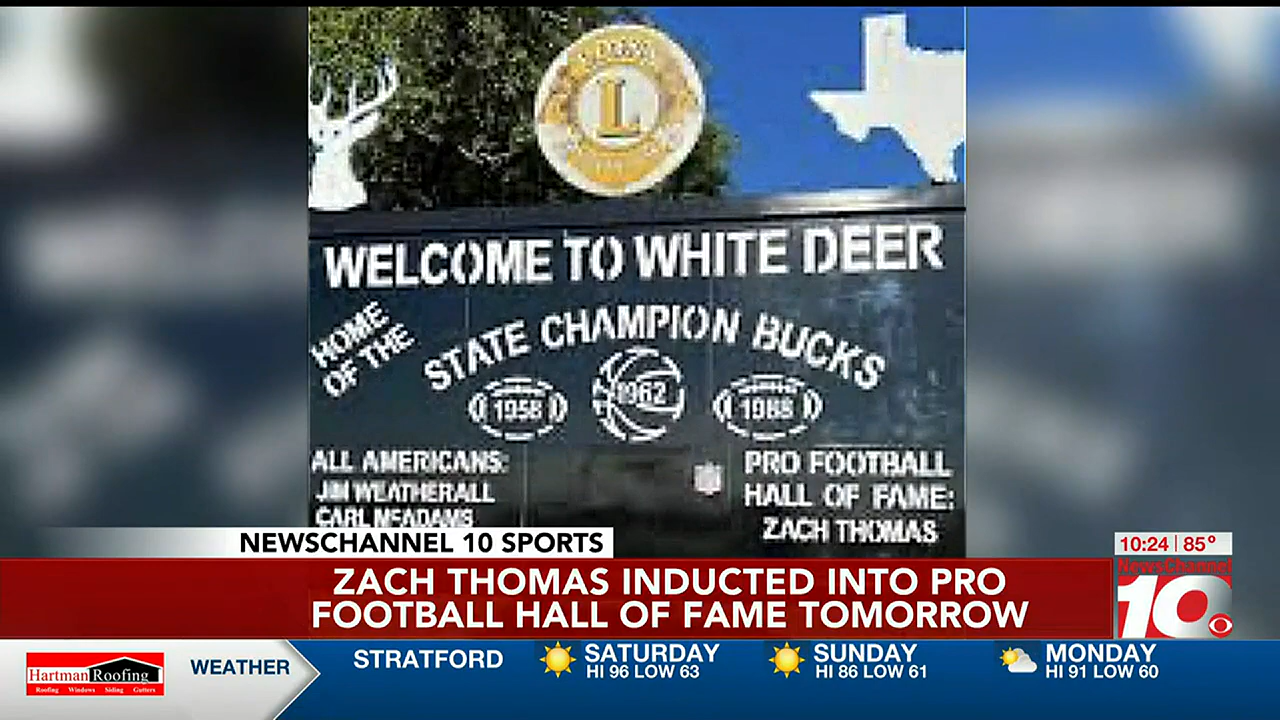 L
WELCOME TO WHITE DEER
HOME
OF THE
STATE CHAMPION BUCKS
1958
1962
1988
ALL AMERICANS:
JIM WEATHERALL
CARL MCADAMS
PRO FOOTBALL
HALL OF FAME:
ZACH THOMAS
NEWSCHANNEL 10 SPORTS
ZACH THOMAS INDUCTED INTO PRO
FOOTBALL HALL OF FAME TOMORROW
10:24 | 85°
NewsChannel
10
HartmanRoofing
Roofing Windows Siding Gutters
WEATHER
STRATFORD
SATURDAY
HI 96 LOW 63
SUNDAY
HI 86 LOW 61
MONDAY
HI 91 LOW 60